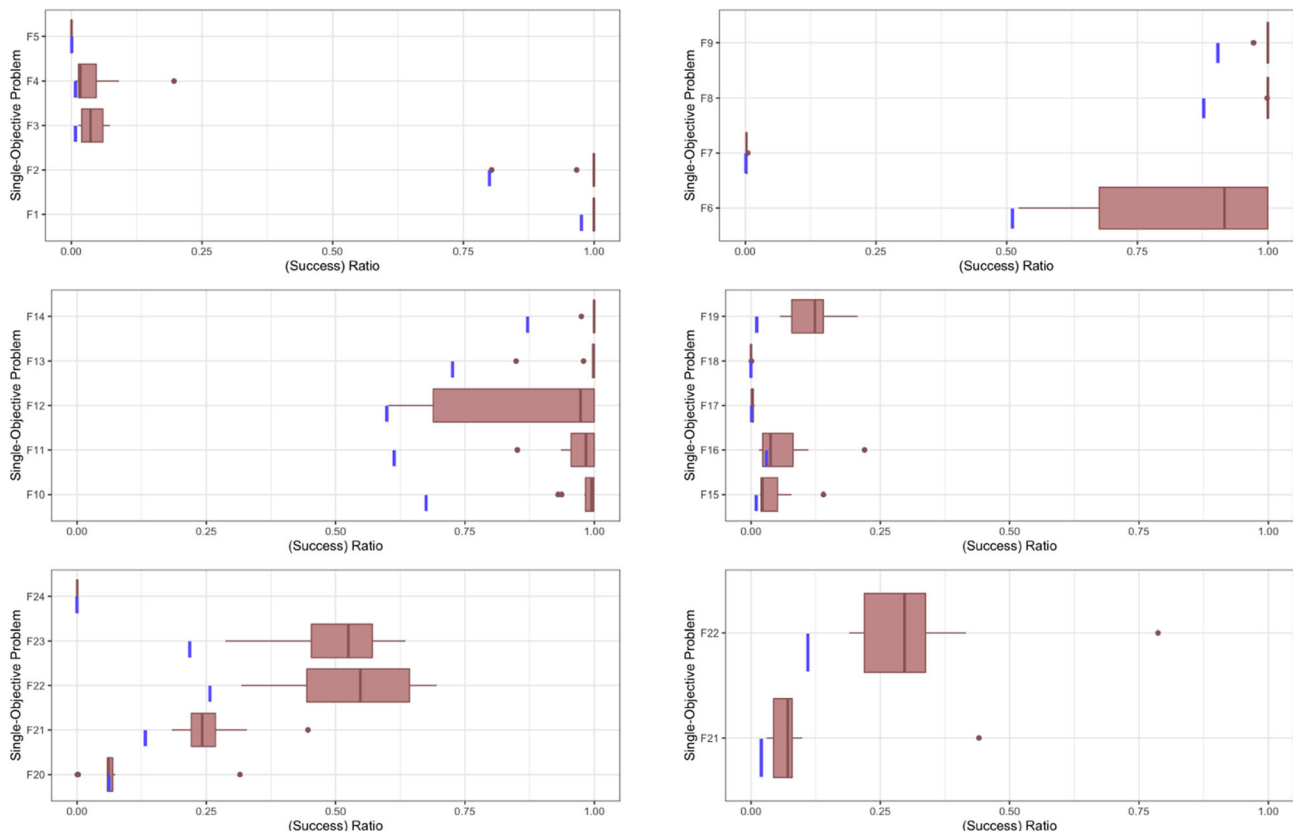 Single-Objective Problem
F5
F4
F3
F2
F1
0.00 0.25 0.50 0.75 1.00
(Success) Ratio
Single-Objective Problem
F9
F8
F7
F6
0.00 0.25 0.50 0.75 1.00
(Success) Ratio
Single-Objective Problem
F14
F13
F12
F11
F10
0.00 0.25 0.50 0.75 1.00
(Success) Ratio
Single-Objective Problem
F19
F18
F17
F16
F15
0.00 0.25 0.50 0.75 1.00
(Success) Ratio
Single-Objective Problem
F24
F23
F22
F21
F20
0.00 0.25 0.50 0.75 1.00
(Success) Ratio
Single-Objective Problem
F22
F21
0.00 0.25 0.50 0.75 1.00
(Success) Ratio